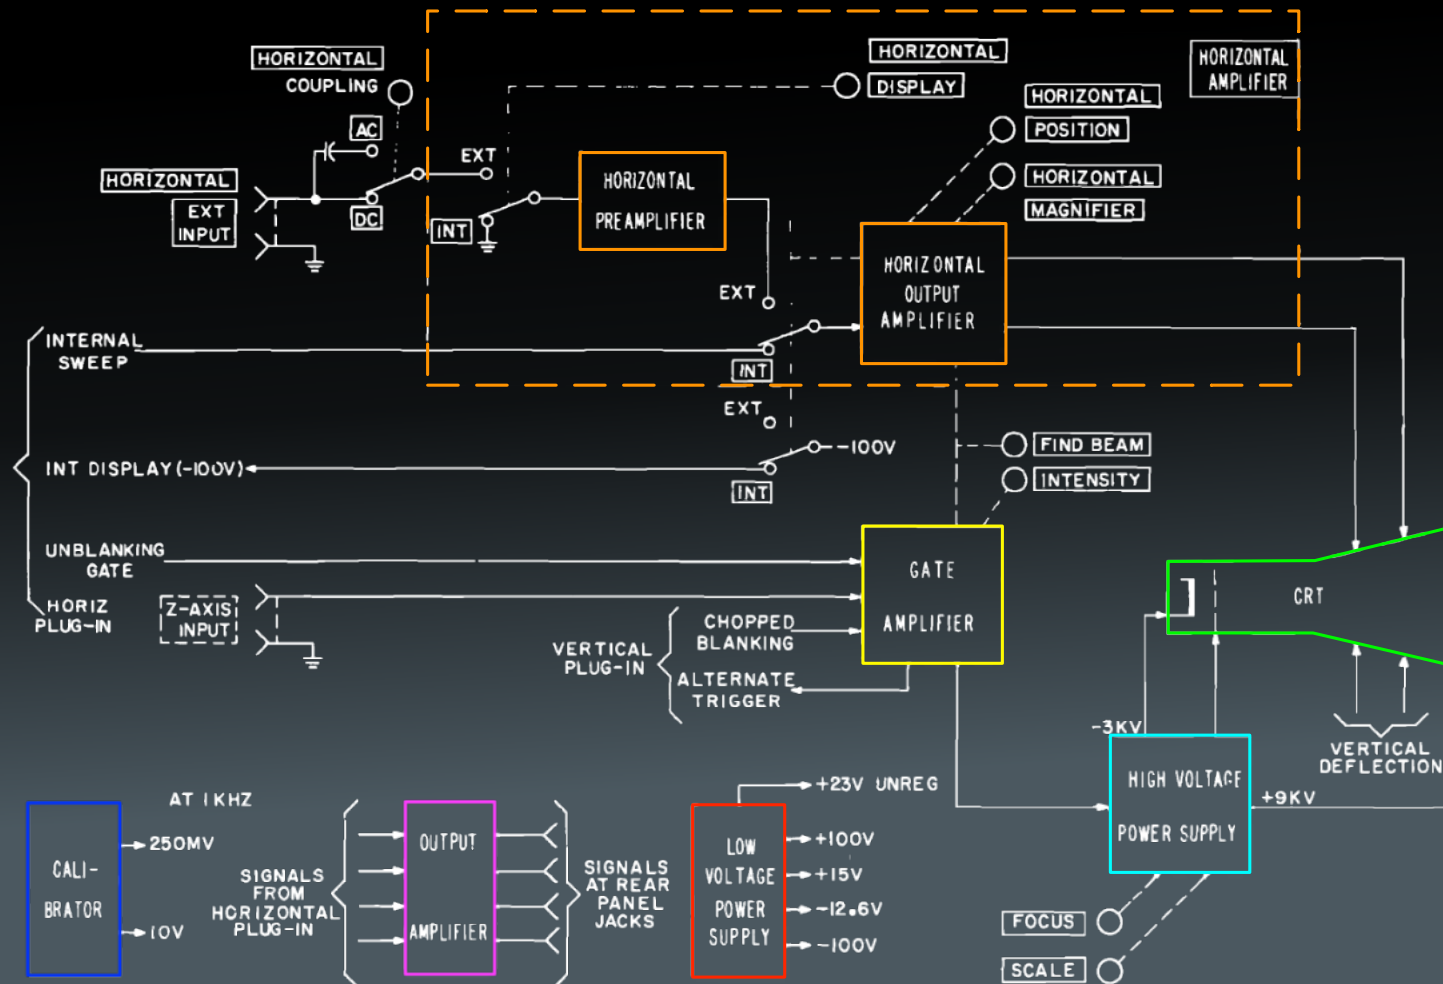 HORIZONTAL
COUPLING
HORIZONTAL
DISPLAY
HORIZONTAL
AMPLIFIER
HORIZONTAL
POSITION
HORIZONTAL
MAGNIFIER
AC
DC
HORIZONTAL
EXT
INPUT
EXT
INT
HORIZONTAL
PREAMPLIFIER
EXT
INT
HORIZONTAL
OUTPUT
AMPLIFIER
INTERNAL
SWEEP
EXT
INT
-100V
INT DISPLAY (-100V)
FIND BEAM
INTENSITY
UNBLANKING
GATE
HORIZ
PLUG-IN
Z-AXIS
INPUT
GATE
AMPLIFIER
VERTICAL
PLUG-IN
CHOPPED
BLANKING
ALTERNATE
TRIGGER
CRT
VERTICAL
DEFLECTION
-3KV
HIGH VOLTAGE
POWER SUPPLY
+9KV
FOCUS
SCALE
AT 1KHZ
CALI-
BRATOR
250MV
10V
SIGNALS
FROM
HORIZONTAL
PLUG-IN
OUTPUT
AMPLIFIER
SIGNALS
AT REAR
PANEL
JACKS
LOW
VOLTAGE
POWER
SUPPLY
+23V UNREG
+100V
+15V
-12.6V
-100V